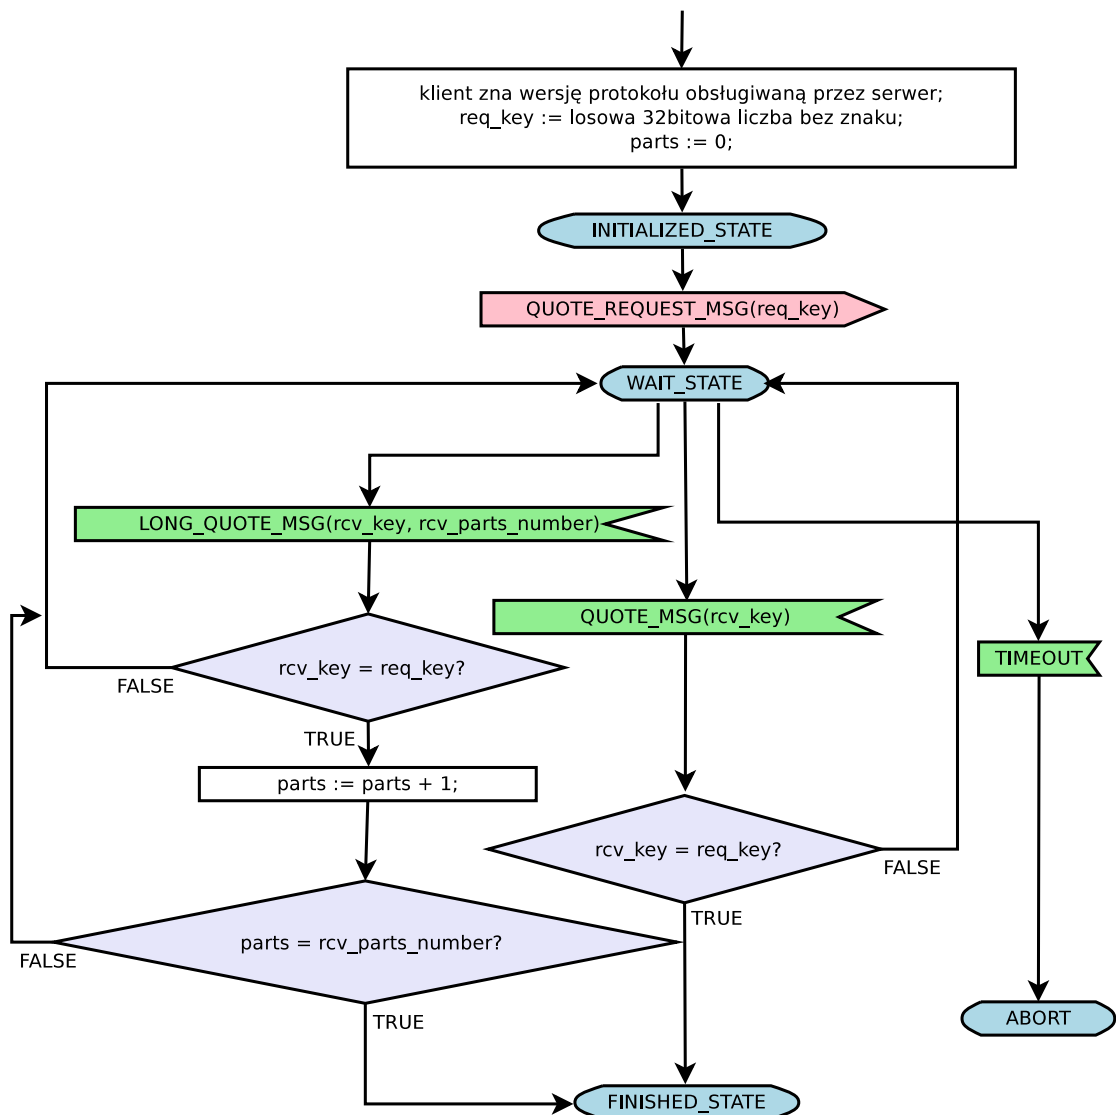 klient zna wersję protokołu obsługiwaną przez serwer;
req_key := losowa 32bitowa liczba bez znaku;
parts := 0;
INITIALIZED_STATE
QUOTE_REQUEST_MSG(req_key)
WAIT_STATE
LONG_QUOTE_MSG(rcv_key, rcv_parts_number)
QUOTE_MSG(rcv_key)
TIMEOUT
rcv_key = req_key?
FALSE
TRUE
parts := parts + 1;
rcv_key = req_key?
FALSE
TRUE
parts = rcv_parts_number?
FALSE
TRUE
ABORT
FINISHED_STATE